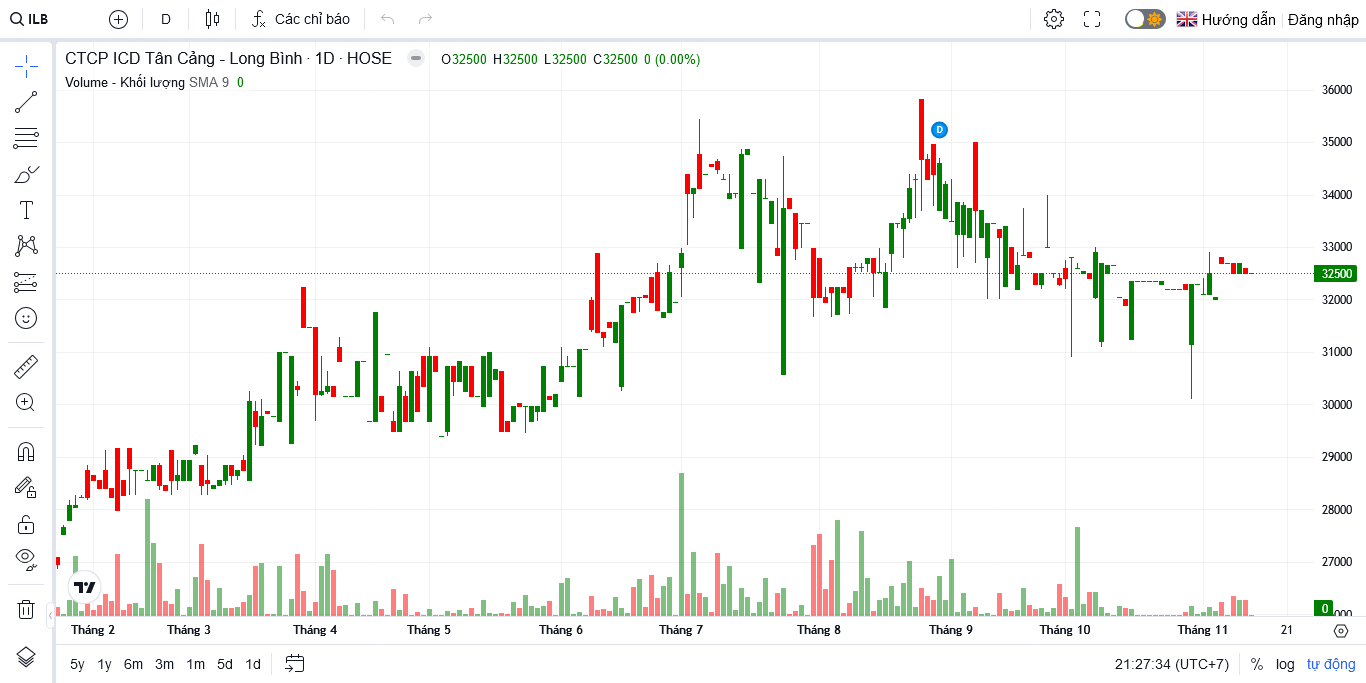 ILB D Các chỉ báo Hướng dẫn Đăng nhập
CTCP ICD Tân Cảng - Long Bình · 1D · HOSE O32500 H32500 L32500 C32500 0 (0.00%)
Volume - Khối lượng SMA 9 0
36000
35000
D
34000
33000
32500
32000
31000
30000
29000
28000
27000
0
Tháng 2 Tháng 3 Tháng 4 Tháng 5 Tháng 6 Tháng 7 Tháng 8 Tháng 9 Tháng 10 Tháng 11 21
5y 1y 6m 3m 1m 5d 1d 21:27:34 (UTC+7) % log tự động